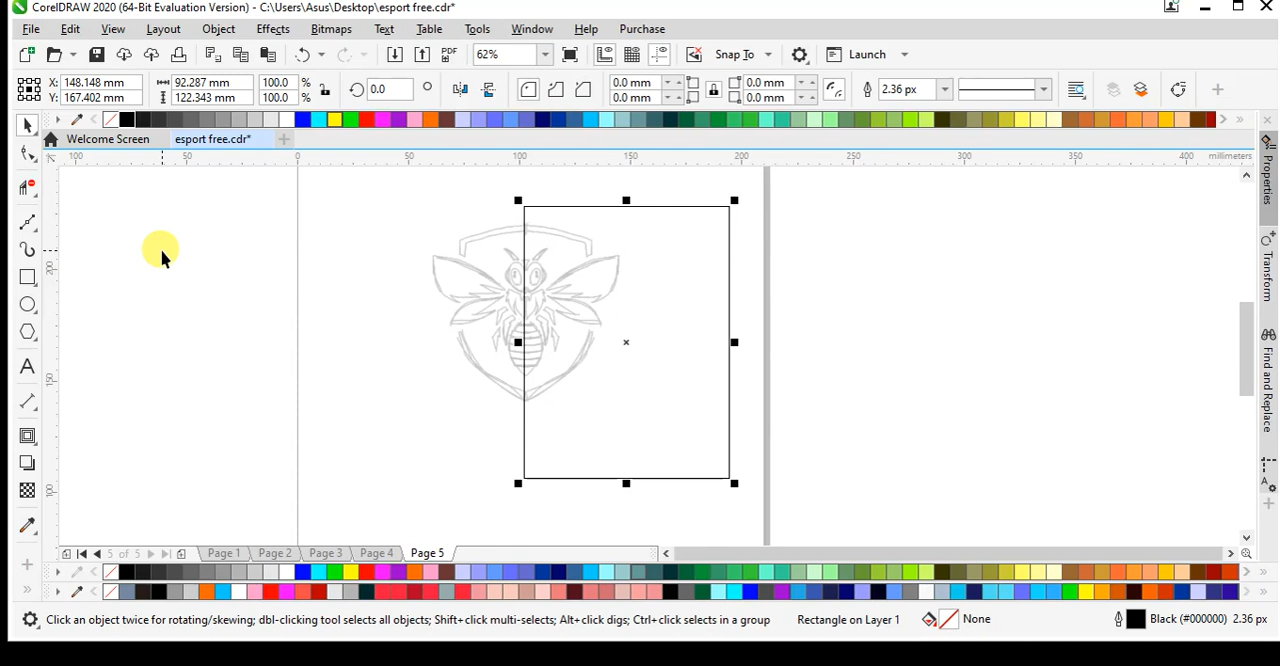 CorelDRAW 2020 (64-Bit Evaluation Version) - C:\Users\Asus\Desktop\esport free.cdr*
File Edit View Layout Object Effects Bitmaps Text Table Tools Window Help Purchase
PDF 62% Snap To Launch
X: 148.148 mm 92.287 mm 100.0 % 0.0 0.0 mm 0.0 mm 2.36 px
Y: 167.402 mm 122.343 mm 100.0 % 0.0 mm 0.0 mm
Welcome Screen esport free.cdr*
100 50 0 50 100 150 200 250 300 350 400 millimeters
200
150
100
Properties
Transform
Find and Replace
5 of 5 Page 1 Page 2 Page 3 Page 4 Page 5
Click an object twice for rotating/skewing; dbl-clicking tool selects all objects; Shift+click multi-selects; Alt+click digs; Ctrl+click selects in a group Rectangle on Layer 1 None Black (#000000) 2.36 px